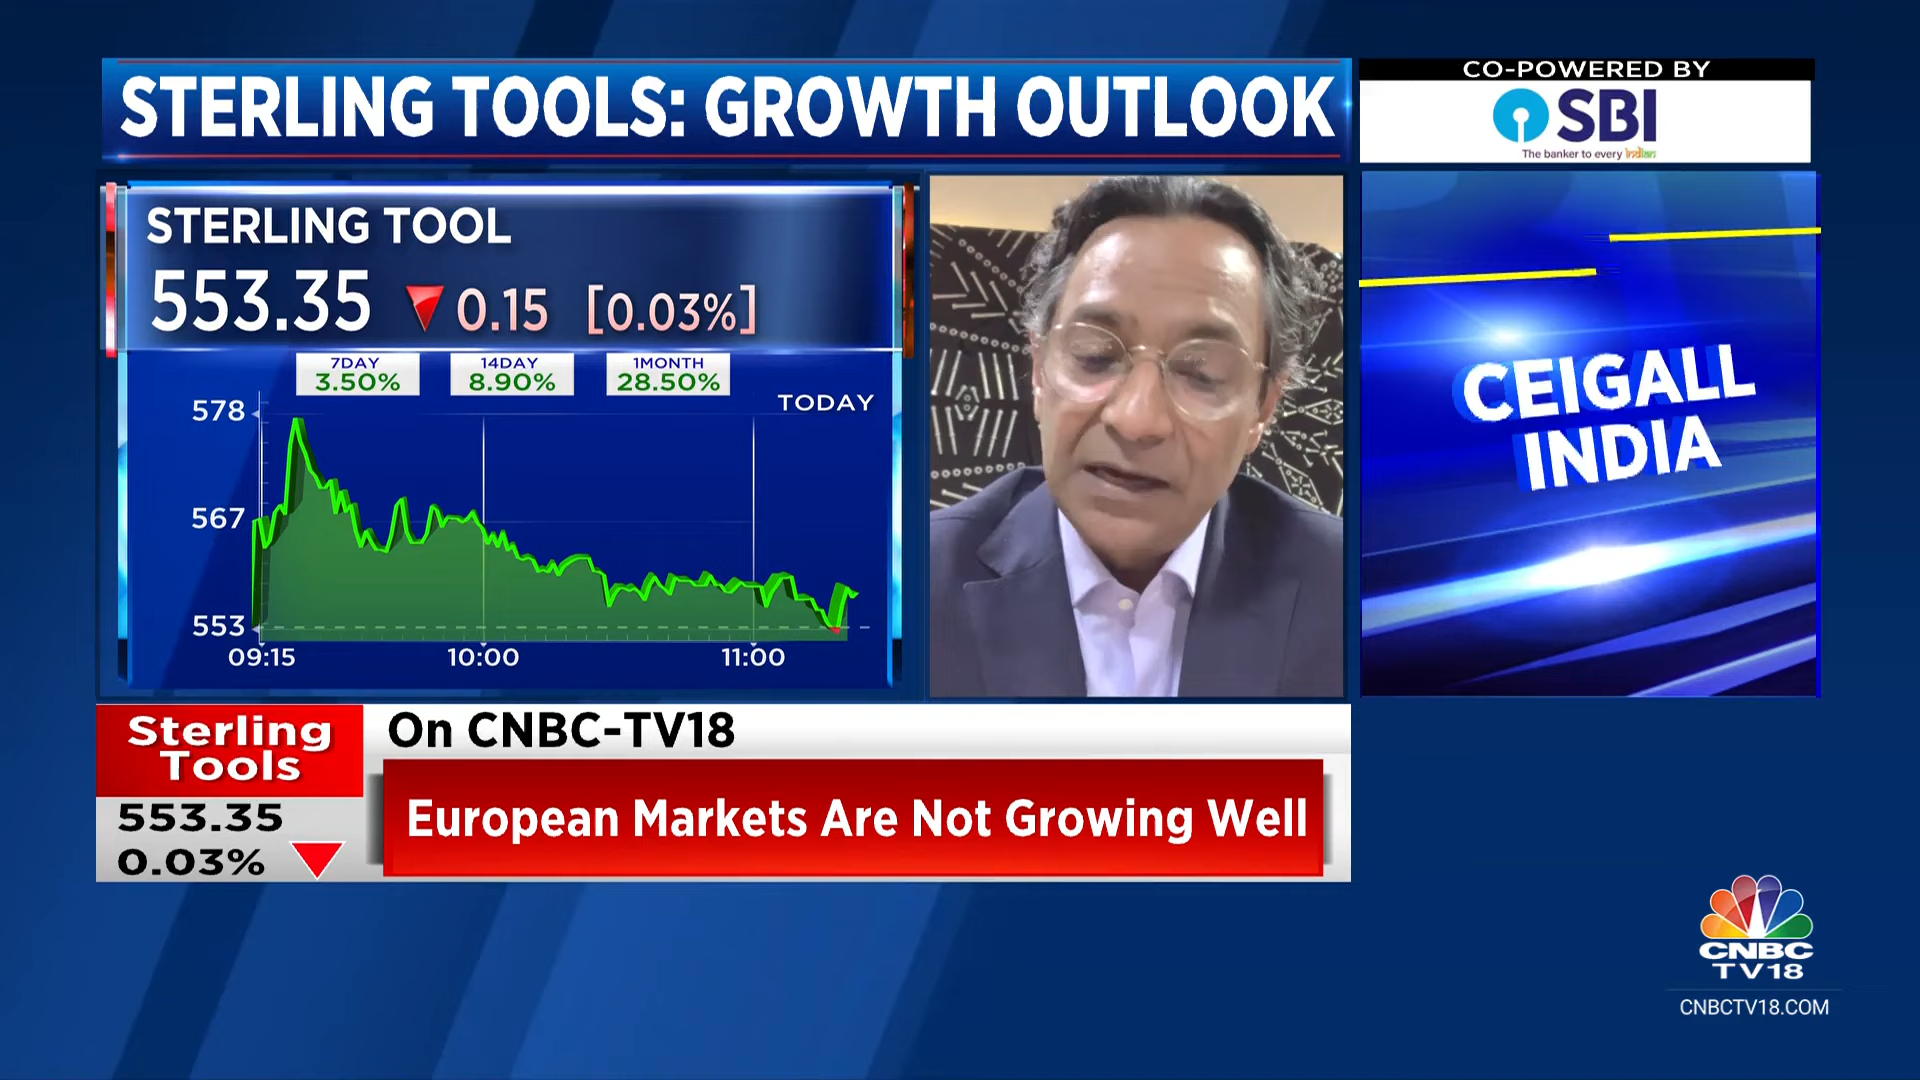 STERLING TOOLS: GROWTH OUTLOOK
CO-POWERED BY
SBI
The banker to every indian
STERLING TOOL
553.35 ▼ 0.15 [0.03%]
7DAY
3.50%
14DAY
8.90%
1MONTH
28.50%
TODAY
578
567
553
09:15 10:00 11:00
CEIGALL
INDIA
Sterling
Tools
553.35
0.03%
On CNBC-TV18
European Markets Are Not Growing Well
CNBC
TV18
CNBCTV18.COM